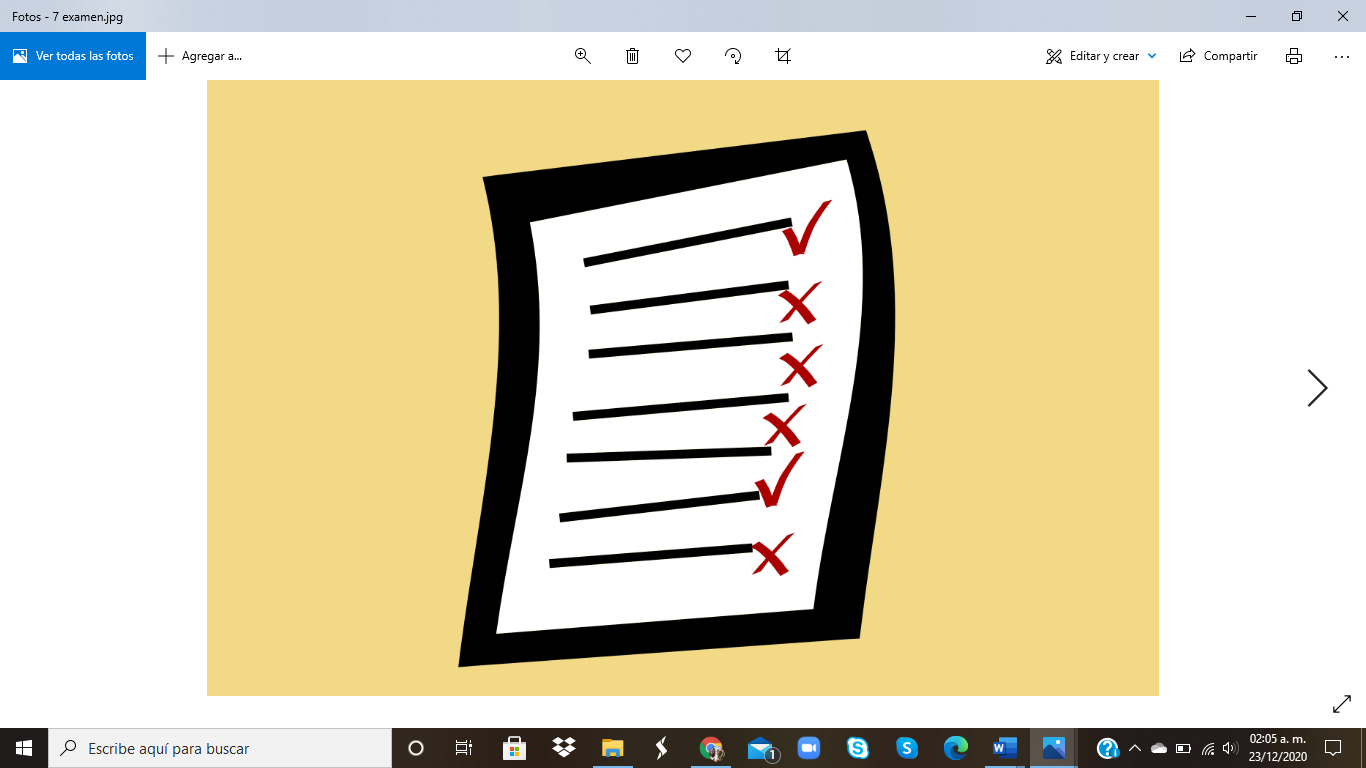 Fotos - 7 examen.jpg
Ver todas las fotos
Agregar a...
Editar y crear
Compartir
Escribe aquí para buscar
1
02:05 a. m.
23/12/2020